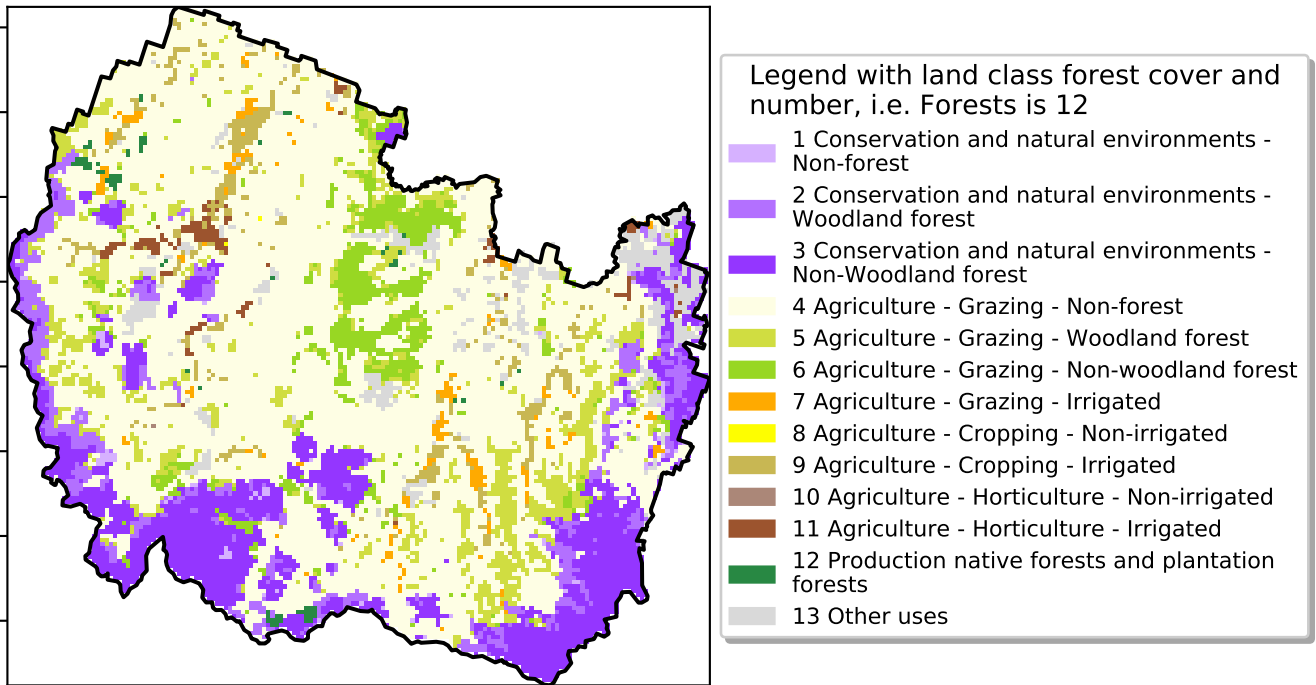 Legend with land class forest cover and
number, i.e. Forests is 12
1 Conservation and natural environments -
Non-forest
2 Conservation and natural environments -
Woodland forest
3 Conservation and natural environments -
Non-Woodland forest
4 Agriculture - Grazing - Non-forest
5 Agriculture - Grazing - Woodland forest
6 Agriculture - Grazing - Non-woodland forest
7 Agriculture - Grazing - Irrigated
8 Agriculture - Cropping - Non-irrigated
9 Agriculture - Cropping - Irrigated
10 Agriculture - Horticulture - Non-irrigated
11 Agriculture - Horticulture - Irrigated
12 Production native forests and plantation
forests
13 Other uses